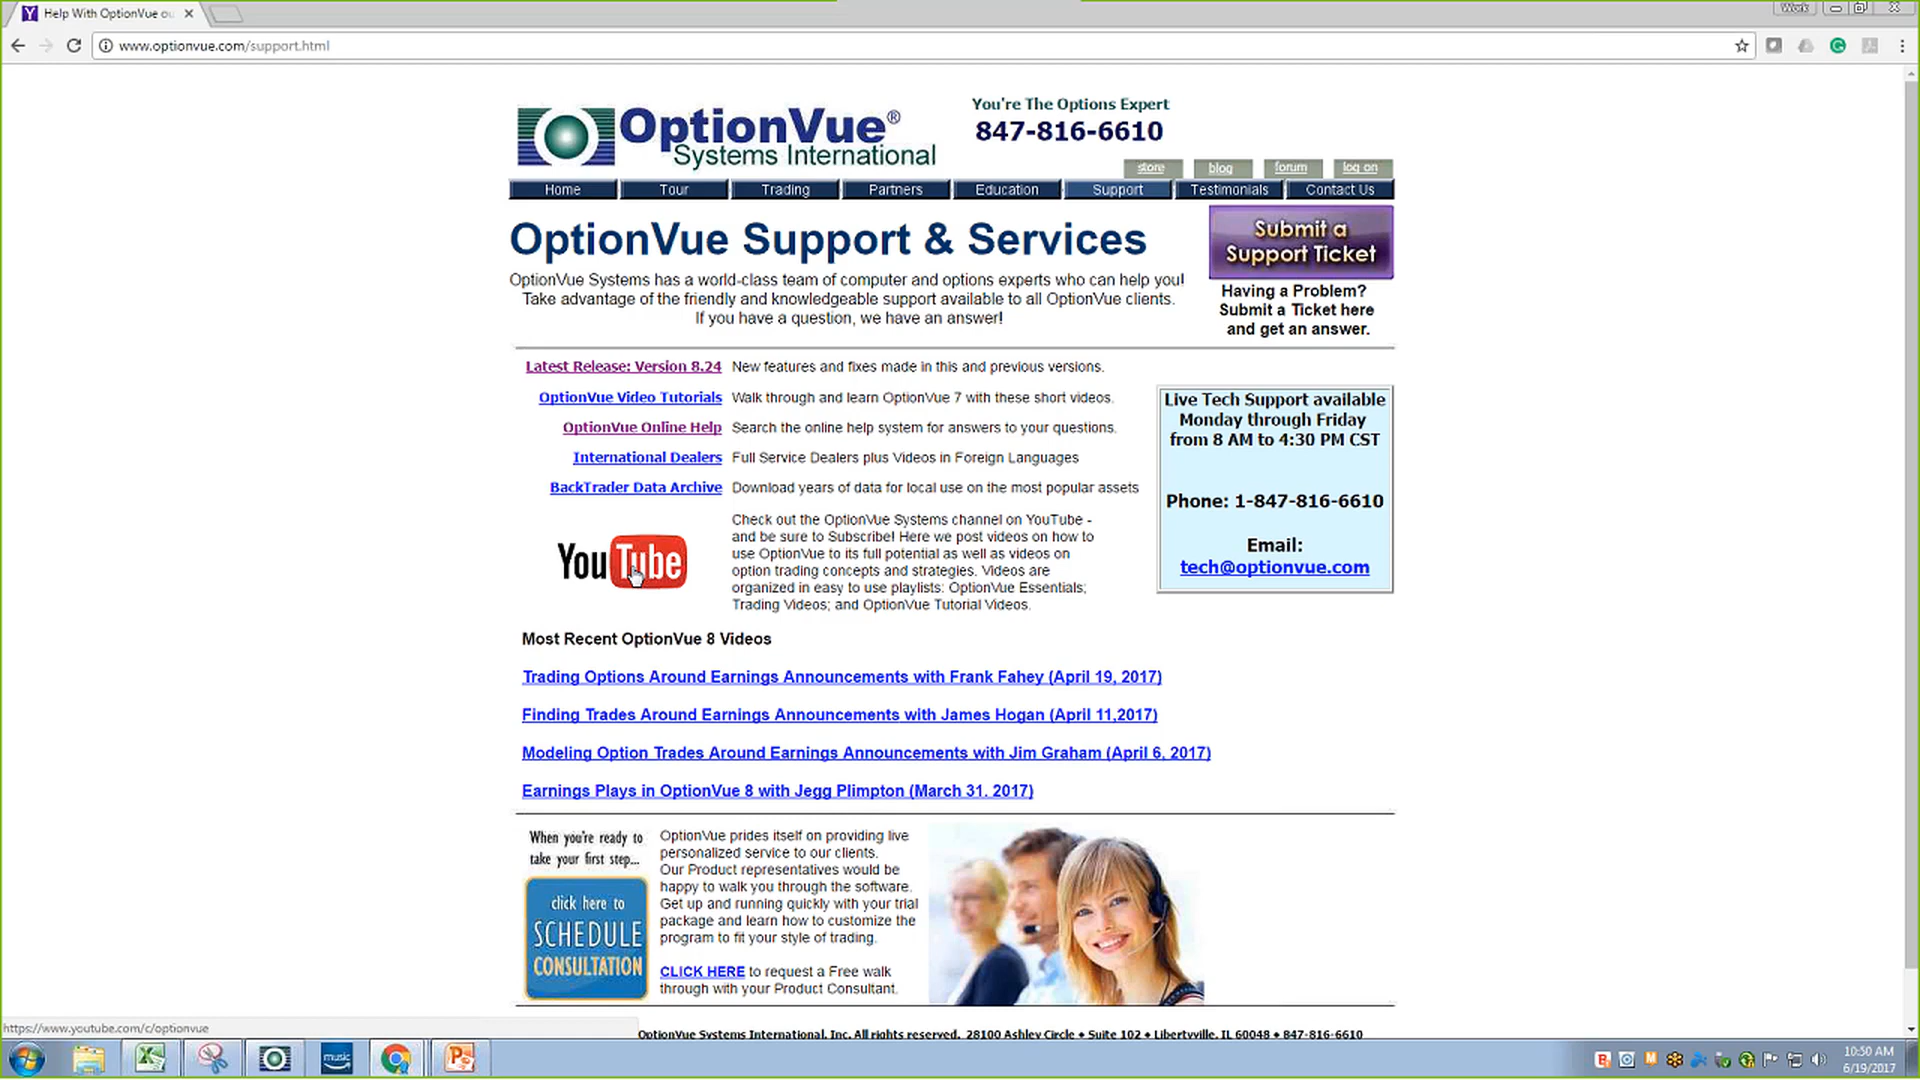 Help With OptionVue ou
Work
www.optionvue.com/support.html
OptionVue®
Systems International
You're The Options Expert
847-816-6610
store blog forum log on
Home Tour Trading Partners Education Support Testimonials Contact Us
OptionVue Support & Services
OptionVue Systems has a world-class team of computer and options experts who can help you!
Take advantage of the friendly and knowledgeable support available to all OptionVue clients.
If you have a question, we have an answer!
Submit a
Support Ticket
Having a Problem?
Submit a Ticket here
and get an answer.
Latest Release: Version 8.24 New features and fixes made in this and previous versions.
OptionVue Video Tutorials Walk through and learn OptionVue 7 with these short videos.
OptionVue Online Help Search the online help system for answers to your questions.
International Dealers Full Service Dealers plus Videos in Foreign Languages
BackTrader Data Archive Download years of data for local use on the most popular assets
YouTube
Check out the OptionVue Systems channel on YouTube -
and be sure to Subscribe! Here we post videos on how to
use OptionVue to its full potential as well as videos on
option trading concepts and strategies. Videos are
organized in easy to use playlists: OptionVue Essentials;
Trading Videos; and OptionVue Tutorial Videos.
Live Tech Support available
Monday through Friday
from 8 AM to 4:30 PM CST
Phone: 1-847-816-6610
Email:
tech@optionvue.com
Most Recent OptionVue 8 Videos
Trading Options Around Earnings Announcements with Frank Fahey (April 19, 2017)
Finding Trades Around Earnings Announcements with James Hogan (April 11,2017)
Modeling Option Trades Around Earnings Announcements with Jim Graham (April 6, 2017)
Earnings Plays in OptionVue 8 with Jegg Plimpton (March 31. 2017)
When you're ready to
take your first step...
click here to
SCHEDULE
CONSULTATION
OptionVue prides itself on providing live
personalized service to our clients.
Our Product representatives would be
happy to walk you through the software.
Get up and running quickly with your trial
package and learn how to customize the
program to fit your style of trading.
CLICK HERE to request a Free walk
through with your Product Consultant.
https://www.youtube.com/c/optionvue
OptionVue Systems International, Inc. All rights reserved. 28100 Ashley Circle ♦ Suite 102 ♦ Libertyville, IL 60048 ♦ 847-816-6610
music
10:50 AM
6/19/2017